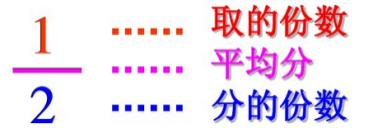 1 …… 取的份数
— …… 平均分
2 …… 分的份数